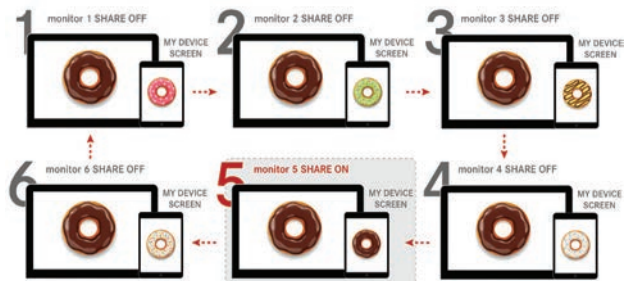 1 monitor 1 SHARE OFF
MY DEVICE
SCREEN
2 monitor 2 SHARE OFF
MY DEVICE
SCREEN
3 monitor 3 SHARE OFF
MY DEVICE
SCREEN
6 monitor 6 SHARE OFF
MY DEVICE
SCREEN
5 monitor 5 SHARE ON
MY DEVICE
SCREEN
4 monitor 4 SHARE OFF
MY DEVICE
SCREEN